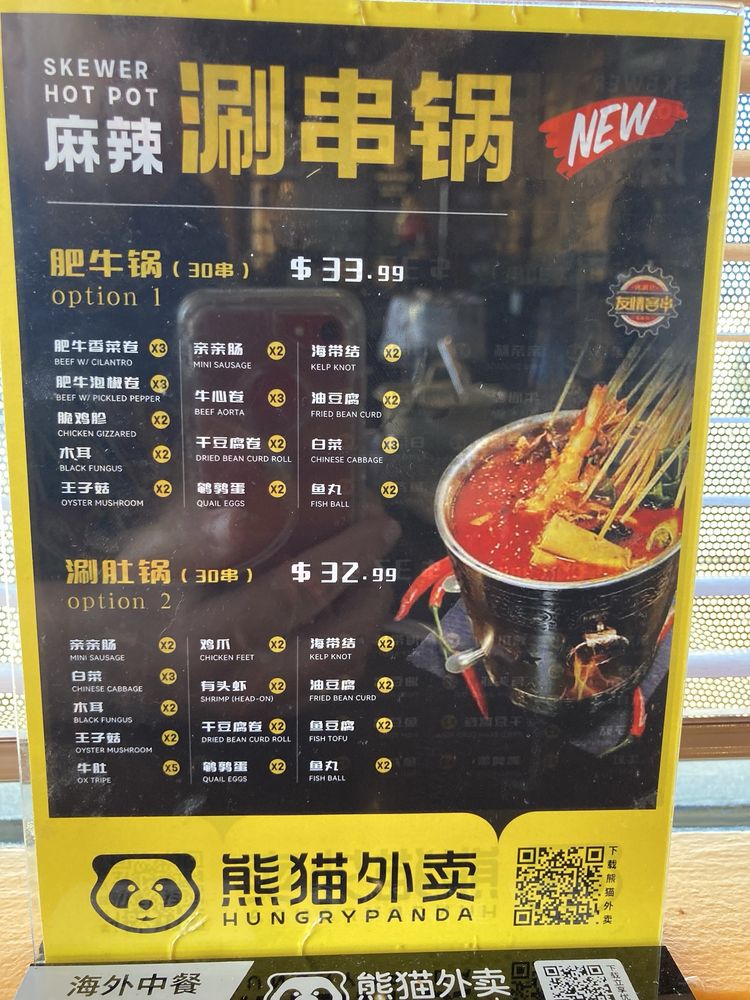 SKEWER
HOT POT
麻辣
涮串锅
NEW
肥牛锅（30串） $33.99
option 1
友情客串
肥牛香菜卷 X3
BEEF W/ CILANTRO
肥牛泡椒卷 X3
BEEF W/ PICKLED PEPPER
脆鸡胗 X2
CHICKEN GIZZARED
木耳 X2
BLACK FUNGUS
王子菇 X2
OYSTER MUSHROOM
亲亲肠 X2
MINI SAUSAGE
牛心卷 X3
BEEF AORTA
干豆腐卷 X2
DRIED BEAN CURD ROLL
鹌鹑蛋 X2
QUAIL EGGS
海带结 X2
KELP KNOT
油豆腐 X2
FRIED BEAN CURD
白菜 X3
CHINESE CABBAGE
鱼丸 X2
FISH BALL
涮肚锅（30串） $32.99
option 2
亲亲肠 X2
MINI SAUSAGE
白菜 X3
CHINESE CABBAGE
木耳 X2
BLACK FUNGUS
王子菇 X2
OYSTER MUSHROOM
牛肚 X5
OX TRIPE
鸡爪 X2
CHICKEN FEET
有头虾 X2
SHRIMP (HEAD-ON)
干豆腐卷 X2
DRIED BEAN CURD ROLL
鹌鹑蛋 X2
QUAIL EGGS
海带结 X2
KELP KNOT
油豆腐 X2
FRIED BEAN CURD
鱼豆腐 X2
FISH TOFU
鱼丸 X2
FISH BALL
熊猫外卖
HUNGRYPANDA
下载熊猫外卖
海外中餐
熊猫外卖